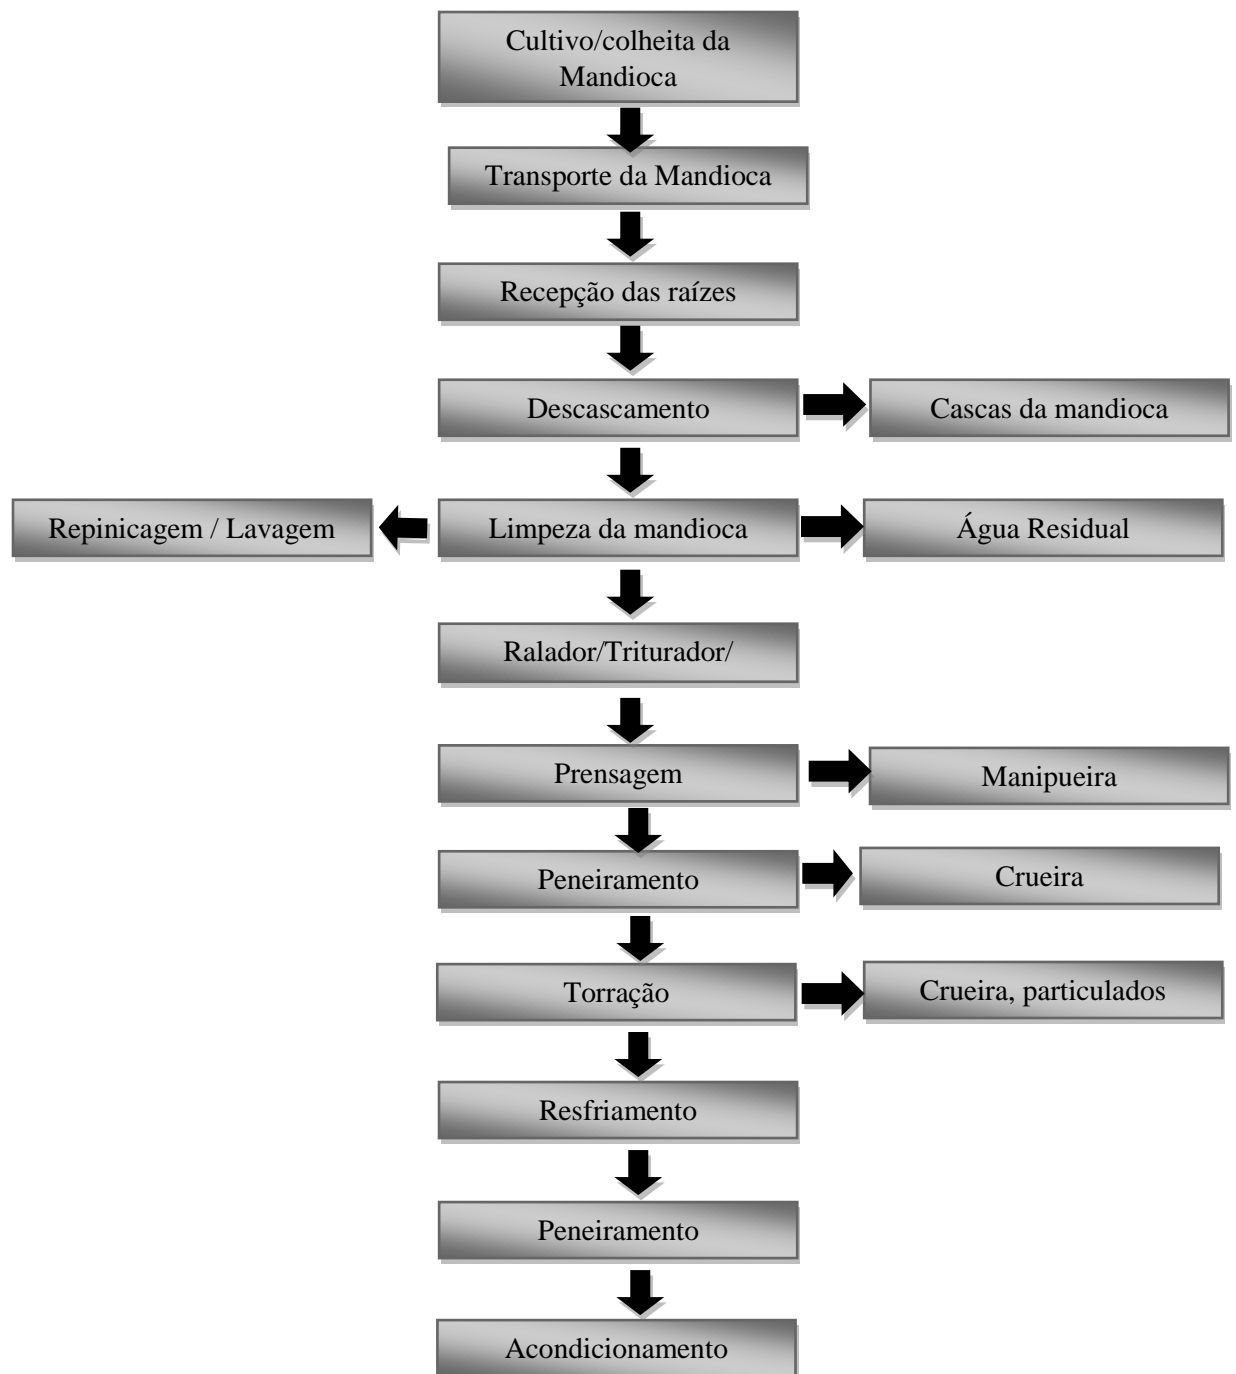 Cultivo/colheita da
Mandioca
Transporte da Mandioca
Recepção das raízes
Descascamento
Cascas da mandioca
Repinicagem / Lavagem
Limpeza da mandioca
Água Residual
Ralador/Triturador/
Prensagem
Manipueira
Peneiramento
Crueira
Torração
Crueira, particulados
Resfriamento
Peneiramento
Acondicionamento